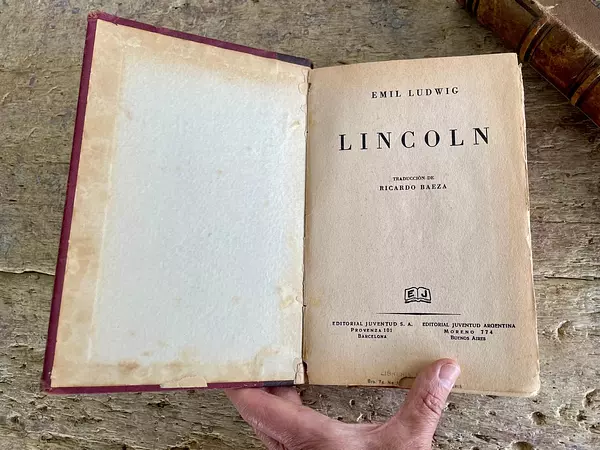 EMIL LUDWIG
LINCOLN
TRADUCCIÓN DE
RICARDO BAEZA
E J
EDITORIAL JUVENTUD S. A.
PROVENZA 101
BARCELONA
EDITORIAL JUVENTUD ARGENTINA
MORENO 774
BUENOS AIRES